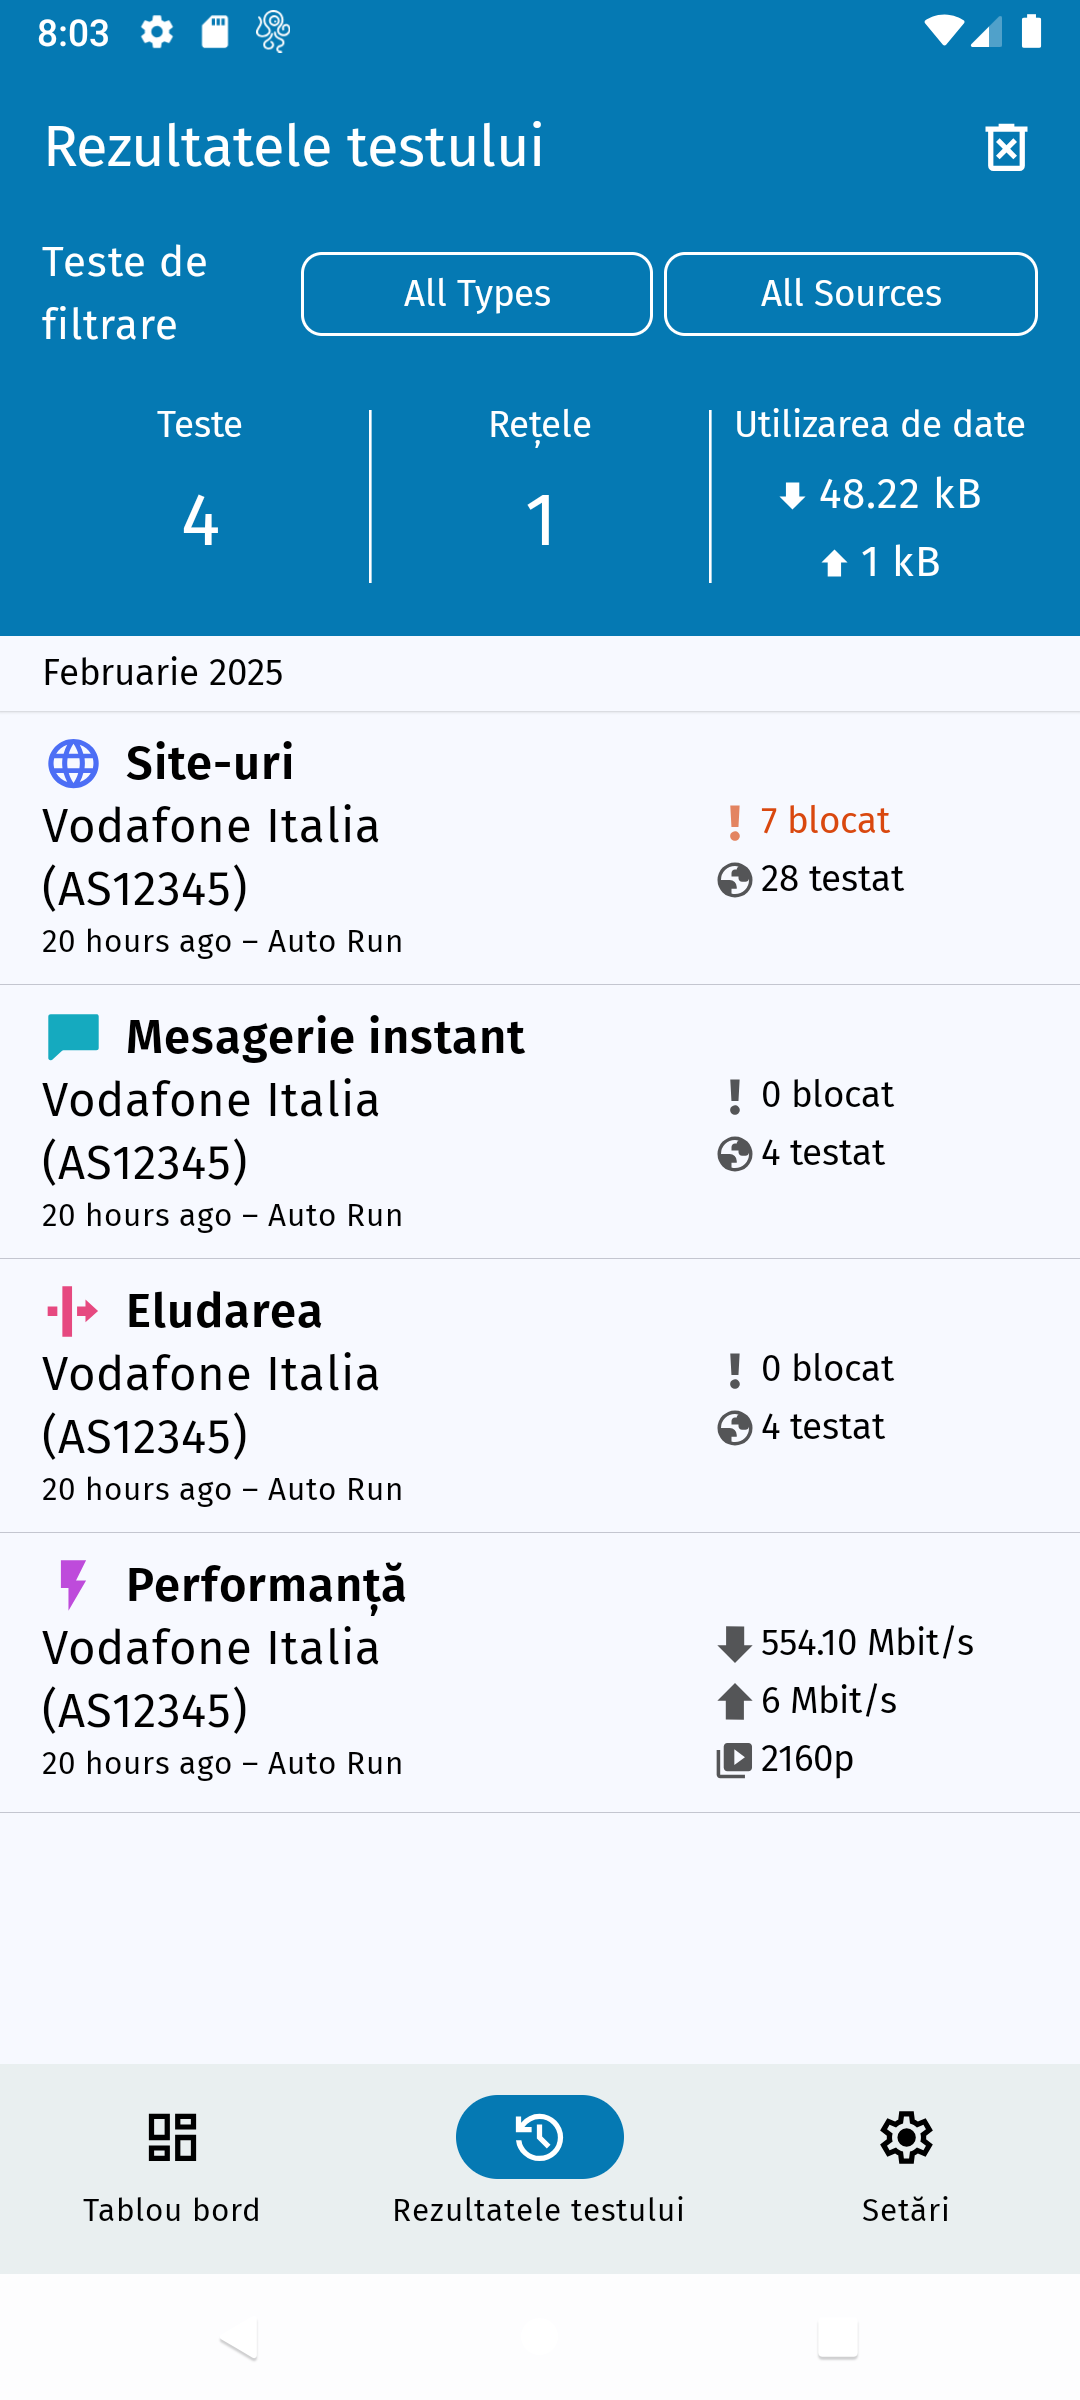 8:03
Rezultatele testului
Teste de
filtrare
All Types
All Sources
Teste
4
Rețele
1
Utilizarea de date
48.22 kB
1 kB
Februarie 2025
Site-uri
Vodafone Italia
(AS12345)
20 hours ago – Auto Run
7 blocat
28 testat
Mesagerie instant
Vodafone Italia
(AS12345)
20 hours ago – Auto Run
0 blocat
4 testat
Eludarea
Vodafone Italia
(AS12345)
20 hours ago – Auto Run
0 blocat
4 testat
Performanță
Vodafone Italia
(AS12345)
20 hours ago – Auto Run
554.10 Mbit/s
6 Mbit/s
2160p
Tablou bord
Rezultatele testului
Setări